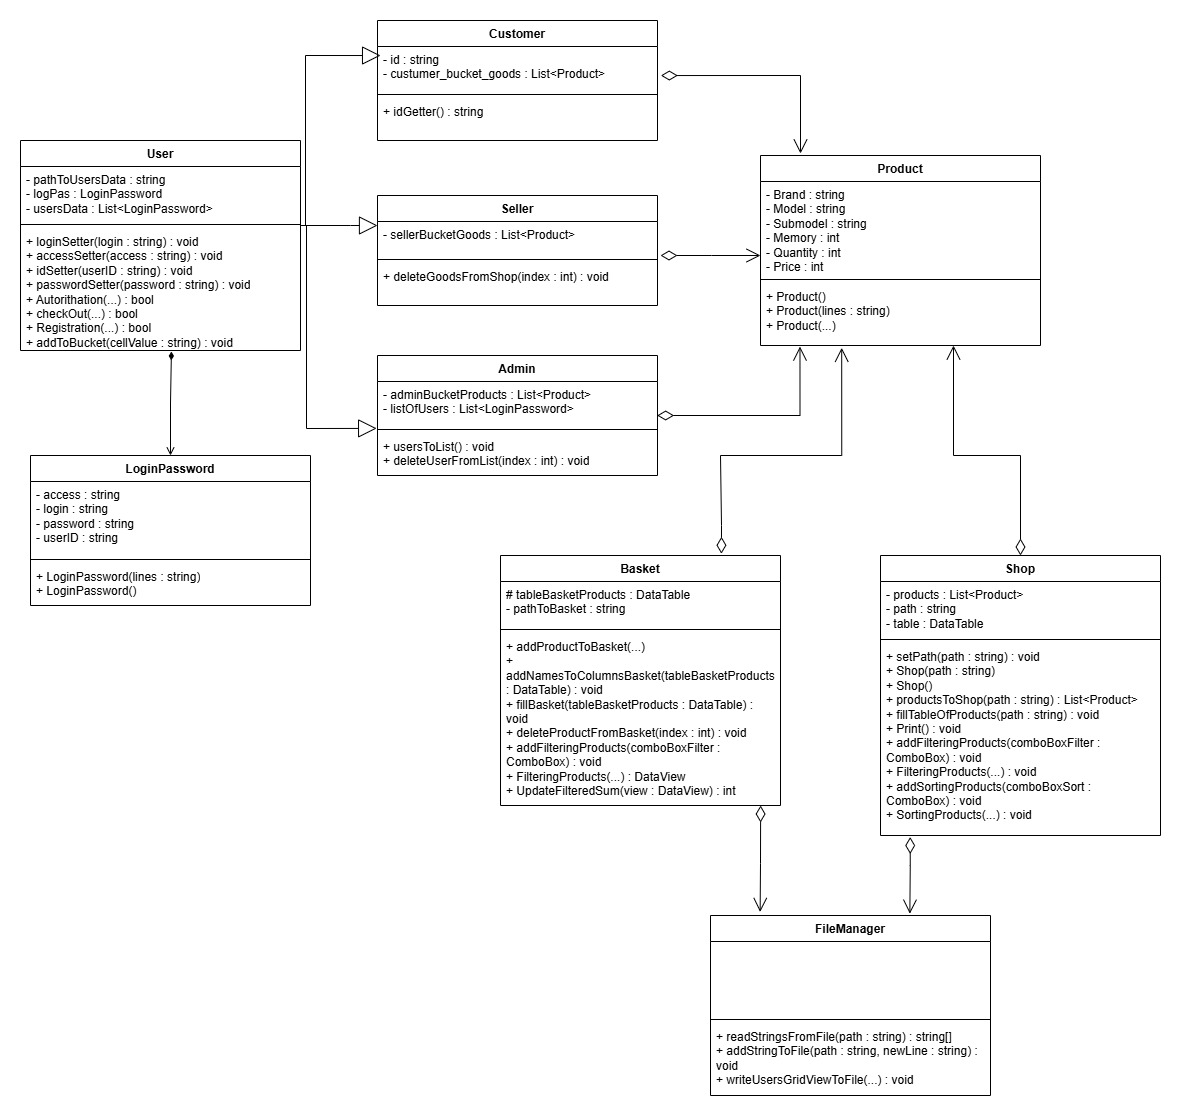 Customer
- id : string
- custumer_bucket_goods : List<Product>
+ idGetter() : string
User
- pathToUsersData : string
- logPas : LoginPassword
- usersData : List<LoginPassword>
+ loginSetter(login : string) : void
+ accessSetter(access : string) : void
+ idSetter(userID : string) : void
+ passwordSetter(password : string) : void
+ Autorithation(...) : bool
+ checkOut(...) : bool
+ Registration(...) : bool
+ addToBucket(cellValue : string) : void
Seller
- sellerBucketGoods : List<Product>
+ deleteGoodsFromShop(index : int) : void
Product
- Brand : string
- Model : string
- Submodel : string
- Memory : int
- Quantity : int
- Price : int
+ Product()
+ Product(lines : string)
+ Product(...)
Admin
- adminBucketProducts : List<Product>
- listOfUsers : List<LoginPassword>
+ usersToList() : void
+ deleteUserFromList(index : int) : void
LoginPassword
- access : string
- login : string
- password : string
- userID : string
+ LoginPassword(lines : string)
+ LoginPassword()
Basket
# tableBasketProducts : DataTable
- pathToBasket : string
+ addProductToBasket(...)
+
addNamesToColumnsBasket(tableBasketProducts
: DataTable) : void
+ fillBasket(tableBasketProducts : DataTable) :
void
+ deleteProductFromBasket(index : int) : void
+ addFilteringProducts(comboBoxFilter :
ComboBox) : void
+ FilteringProducts(...) : DataView
+ UpdateFilteredSum(view : DataView) : int
Shop
- products : List<Product>
- path : string
- table : DataTable
+ setPath(path : string) : void
+ Shop(path : string)
+ Shop()
+ productsToShop(path : string) : List<Product>
+ fillTableOfProducts(path : string) : void
+ Print() : void
+ addFilteringProducts(comboBoxFilter :
ComboBox) : void
+ FilteringProducts(...) : void
+ addSortingProducts(comboBoxSort :
ComboBox) : void
+ SortingProducts(...) : void
FileManager
+ readStringsFromFile(path : string) : string[]
+ addStringToFile(path : string, newLine : string) :
void
+ writeUsersGridViewToFile(...) : void